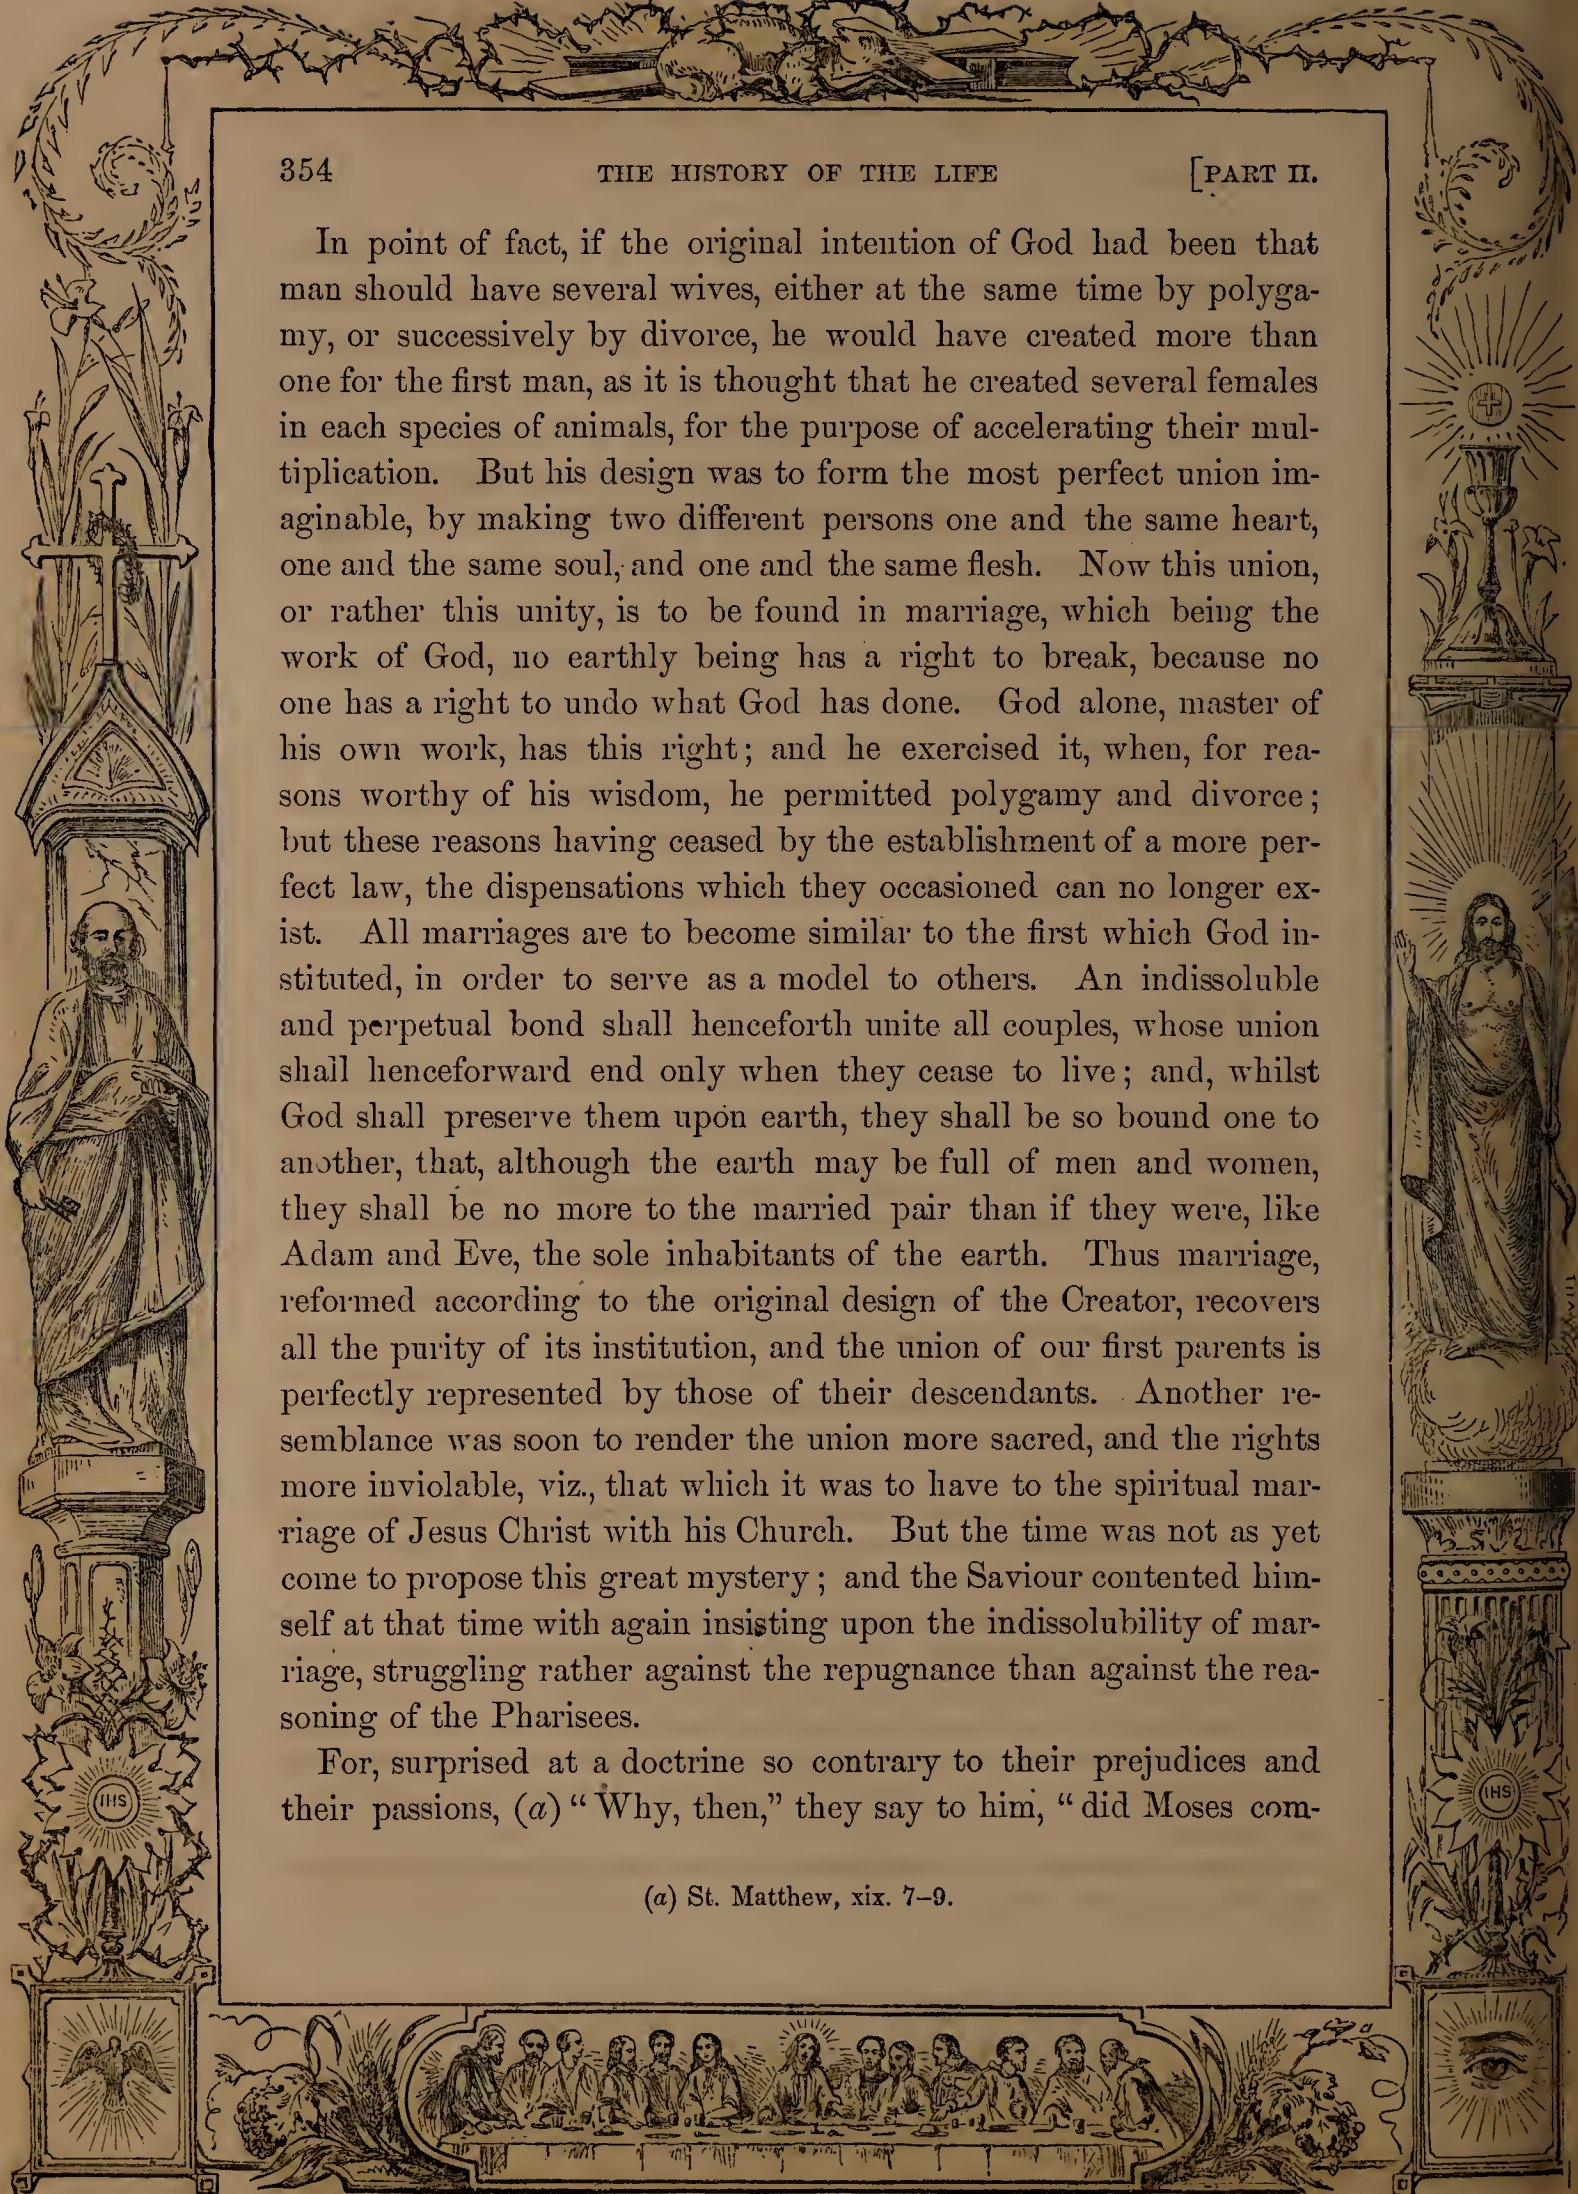 354 THE HISTORY OF THE LIFE [PART II.
In point of fact, if the original intention of God had been that
man should have several wives, either at the same time by polyga-
my, or successively by divorce, he would have created more than
one for the first man, as it is thought that he created several females
in each species of animals, for the purpose of accelerating their mul-
tiplication. But his design was to form the most perfect union im-
aginable, by making two different persons one and the same heart,
one and the same soul, and one and the same flesh. Now this union,
or rather this unity, is to be found in marriage, which being the
work of God, no earthly being has a right to break, because no
one has a right to undo what God has done. God alone, master of
his own work, has this right; and he exercised it, when, for rea-
sons worthy of his wisdom, he permitted polygamy and divorce;
but these reasons having ceased by the establishment of a more per-
fect law, the dispensations which they occasioned can no longer ex-
ist. All marriages are to become similar to the first which God in-
stituted, in order to serve as a model to others. An indissoluble
and perpetual bond shall henceforth unite all couples, whose union
shall henceforward end only when they cease to live; and, whilst
God shall preserve them upon earth, they shall be so bound one to
another, that, although the earth may be full of men and women,
they shall be no more to the married pair than if they were, like
Adam and Eve, the sole inhabitants of the earth. Thus marriage,
reformed according to the original design of the Creator, recovers
all the purity of its institution, and the union of our first parents is
perfectly represented by those of their descendants. Another re-
semblance was soon to render the union more sacred, and the rights
more inviolable, viz., that which it was to have to the spiritual mar-
riage of Jesus Christ with his Church. But the time was not as yet
come to propose this great mystery; and the Saviour contented him-
self at that time with again insisting upon the indissolubility of mar-
riage, struggling rather against the repugnance than against the rea-
soning of the Pharisees.
For, surprised at a doctrine so contrary to their prejudices and
their passions, (a) "Why, then," they say to him, "did Moses com-
(a) St. Matthew, xix. 7–9.
IHS
IHS